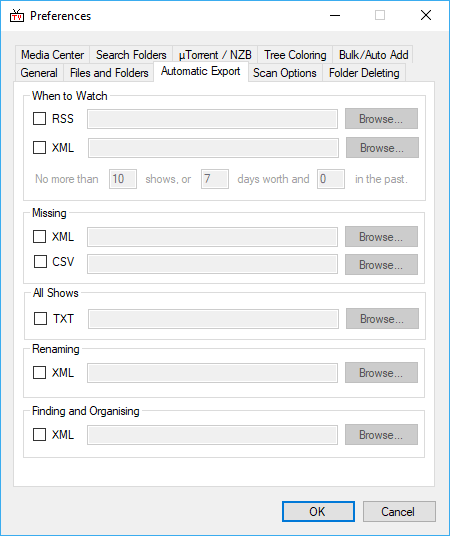 TV Preferences
Media Center Search Folders µTorrent / NZB Tree Coloring Bulk/Auto Add
General Files and Folders Automatic Export Scan Options Folder Deleting
When to Watch
RSS Browse...
XML Browse...
No more than 10 shows, or 7 days worth and 0 in the past.
Missing
XML Browse...
CSV Browse...
All Shows
TXT Browse...
Renaming
XML Browse...
Finding and Organising
XML Browse...
OK Cancel